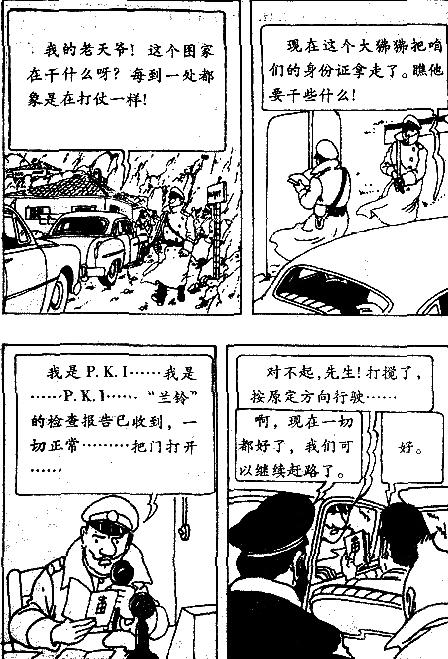 我的老天爷！这个图家
在干什么呀？每到一处都
象是在打仗一样！
现在这个大狒狒把咱
们的身份证拿走了。瞧他
要干些什么！
我是P.K.I……我是
……P.K.I……“兰铃”
的检查报告已收到，一
切正常………把门打开
……
对不起，先生！打搅了，
按原定方向行驶……
啊，现在一切
都好了，我们可
以继续赶路了。
好。